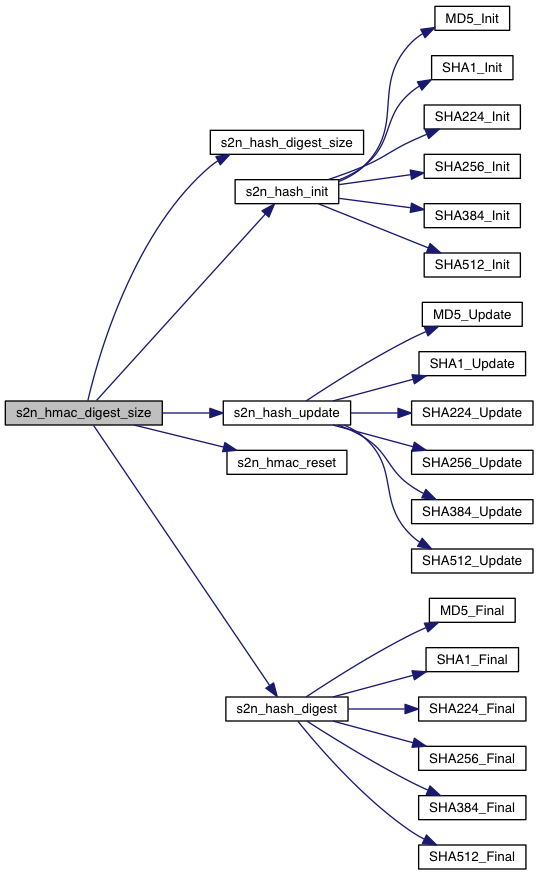 MD5_Init
SHA1_Init
SHA224_Init
s2n_hash_digest_size
SHA256_Init
s2n_hash_init
SHA384_Init
SHA512_Init
MD5_Update
SHA1_Update
s2n_hmac_digest_size
s2n_hash_update
SHA224_Update
s2n_hmac_reset
SHA256_Update
SHA384_Update
SHA512_Update
MD5_Final
SHA1_Final
s2n_hash_digest
SHA224_Final
SHA256_Final
SHA384_Final
SHA512_Final